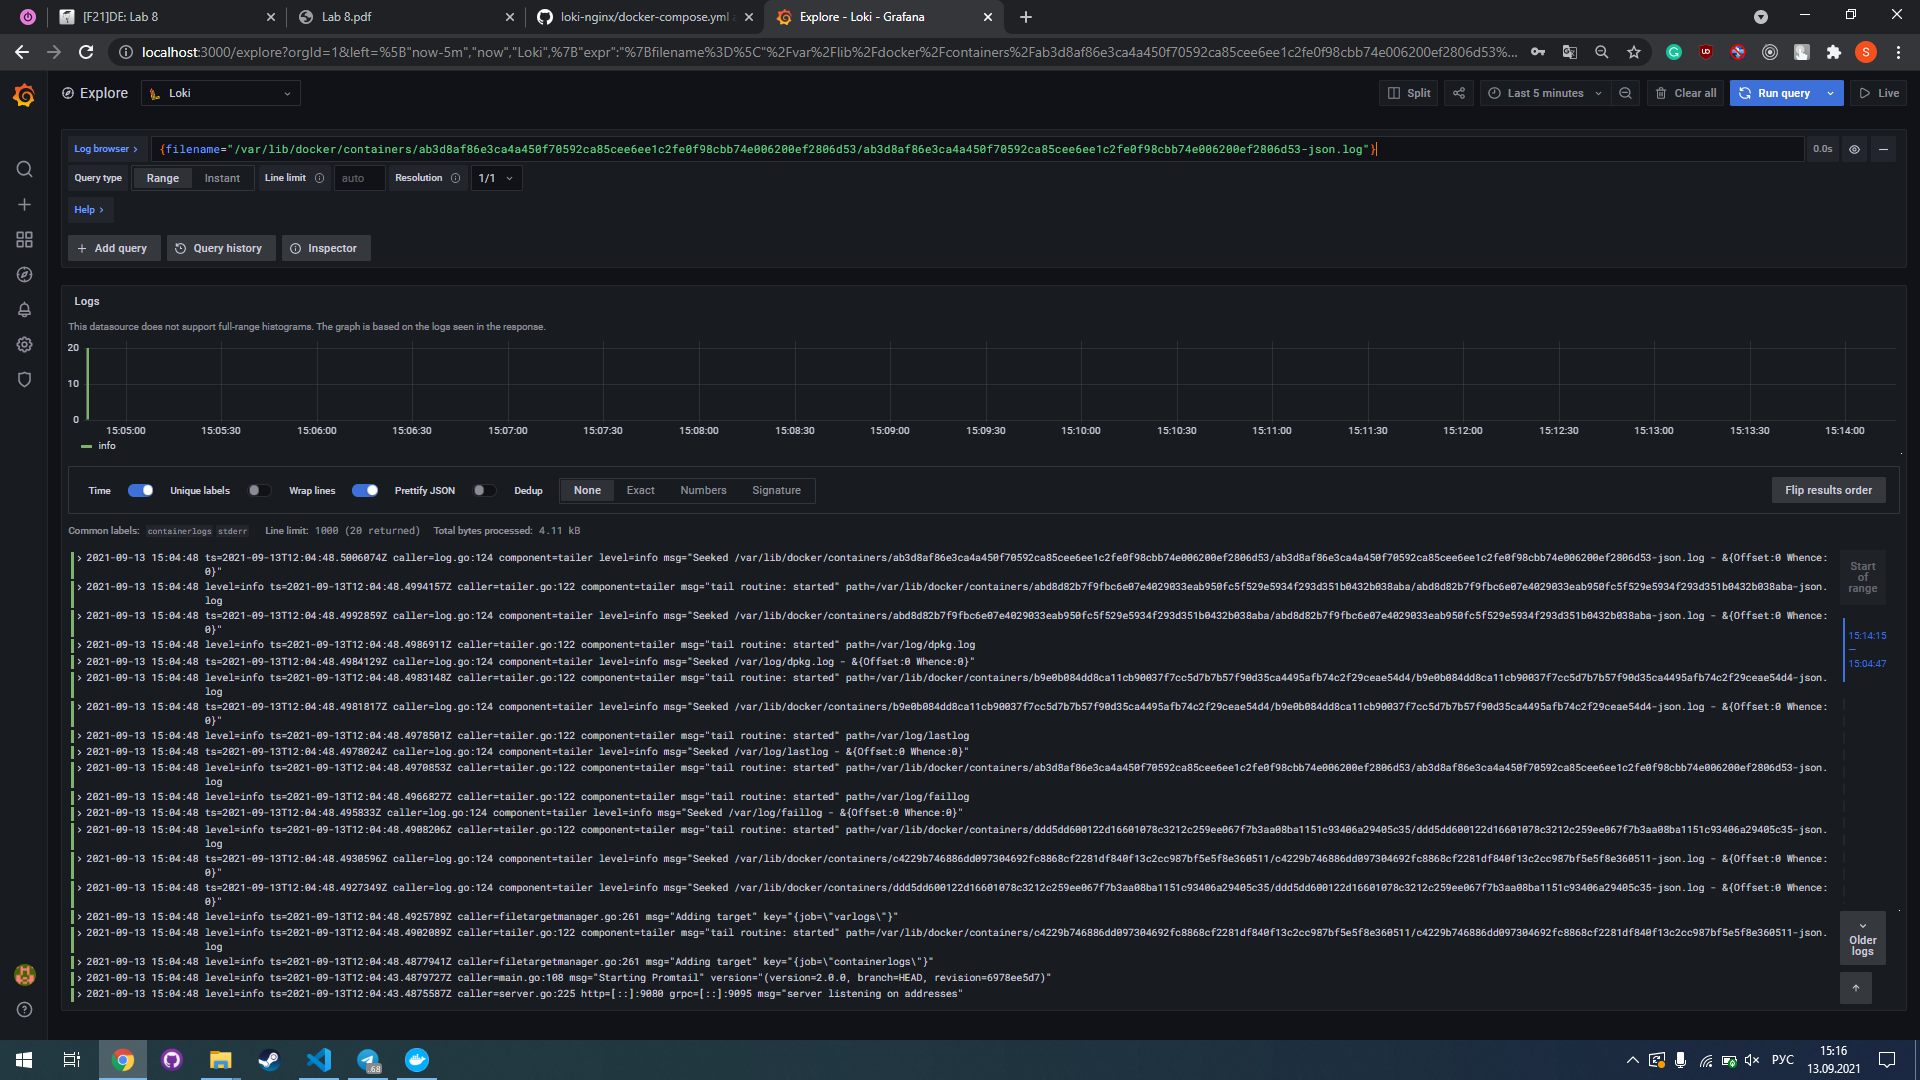 [F21]DE: Lab 8
Lab 8.pdf
loki-nginx/docker-compose.yml a
Explore - Loki - Grafana
localhost:3000/explore?orgId=1&left=%5B"now-5m","now","Loki",%7B"expr":"%7Bfilename%3D%5C"%2Fvar%2Flib%2Fdocker%2Fcontainers%2Fab3d8af86e3ca4a450f70592ca85cee6ee1c2fe0f98cbb74e006200ef2806d53%...
Explore
Loki
Split
Last 5 minutes
Clear all
Run query
Live
Log browser >
{filename="/var/lib/docker/containers/ab3d8af86e3ca4a450f70592ca85cee6ee1c2fe0f98cbb74e006200ef2806d53/ab3d8af86e3ca4a450f70592ca85cee6ee1c2fe0f98cbb74e006200ef2806d53-json.log"}
0.0s
Query type
Range
Instant
Line limit
auto
Resolution
1/1
Help >
+ Add query
Query history
Inspector
Logs
This datasource does not support full-range histograms. The graph is based on the logs seen in the response.
20
10
0
15:05:00 15:05:30 15:06:00 15:06:30 15:07:00 15:07:30 15:08:00 15:08:30 15:09:00 15:09:30 15:10:00 15:10:30 15:11:00 15:11:30 15:12:00 15:12:30 15:13:00 15:13:30 15:14:00
info
Time
Unique labels
Wrap lines
Prettify JSON
Dedup
None
Exact
Numbers
Signature
Flip results order
Common labels: containerlogs stderr Line limit: 1000 (20 returned) Total bytes processed: 4.11 kB
> 2021-09-13 15:04:48 ts=2021-09-13T12:04:48.5006074Z caller=log.go:124 component=tailer level=info msg="Seeked /var/lib/docker/containers/ab3d8af86e3ca4a450f70592ca85cee6ee1c2fe0f98cbb74e006200ef2806d53/ab3d8af86e3ca4a450f70592ca85cee6ee1c2fe0f98cbb74e006200ef2806d53-json.log - &{Offset:0 Whence:
0}"
> 2021-09-13 15:04:48 level=info ts=2021-09-13T12:04:48.4994157Z caller=tailer.go:122 component=tailer msg="tail routine: started" path=/var/lib/docker/containers/abd8d82b7f9fbc6e07e4029033eab950fc5f529e5934f293d351b0432b038aba/abd8d82b7f9fbc6e07e4029033eab950fc5f529e5934f293d351b0432b038aba-json.
log
> 2021-09-13 15:04:48 ts=2021-09-13T12:04:48.4992859Z caller=log.go:124 component=tailer level=info msg="Seeked /var/lib/docker/containers/abd8d82b7f9fbc6e07e4029033eab950fc5f529e5934f293d351b0432b038aba/abd8d82b7f9fbc6e07e4029033eab950fc5f529e5934f293d351b0432b038aba-json.log - &{Offset:0 Whence:
0}"
> 2021-09-13 15:04:48 level=info ts=2021-09-13T12:04:48.4986911Z caller=tailer.go:122 component=tailer msg="tail routine: started" path=/var/log/dpkg.log
> 2021-09-13 15:04:48 ts=2021-09-13T12:04:48.4984129Z caller=log.go:124 component=tailer level=info msg="Seeked /var/log/dpkg.log - &{Offset:0 Whence:0}"
> 2021-09-13 15:04:48 level=info ts=2021-09-13T12:04:48.4983148Z caller=tailer.go:122 component=tailer msg="tail routine: started" path=/var/lib/docker/containers/b9e0b084dd8ca11cb90037f7cc5d7b7b57f90d35ca4495afb74c2f29ceae54d4/b9e0b084dd8ca11cb90037f7cc5d7b7b57f90d35ca4495afb74c2f29ceae54d4-json.
log
> 2021-09-13 15:04:48 ts=2021-09-13T12:04:48.4981817Z caller=log.go:124 component=tailer level=info msg="Seeked /var/lib/docker/containers/b9e0b084dd8ca11cb90037f7cc5d7b7b57f90d35ca4495afb74c2f29ceae54d4/b9e0b084dd8ca11cb90037f7cc5d7b7b57f90d35ca4495afb74c2f29ceae54d4-json.log - &{Offset:0 Whence:
0}"
> 2021-09-13 15:04:48 level=info ts=2021-09-13T12:04:48.4978501Z caller=tailer.go:122 component=tailer msg="tail routine: started" path=/var/log/lastlog
> 2021-09-13 15:04:48 ts=2021-09-13T12:04:48.4978024Z caller=log.go:124 component=tailer level=info msg="Seeked /var/log/lastlog - &{Offset:0 Whence:0}"
> 2021-09-13 15:04:48 level=info ts=2021-09-13T12:04:48.4970853Z caller=tailer.go:122 component=tailer msg="tail routine: started" path=/var/lib/docker/containers/ab3d8af86e3ca4a450f70592ca85cee6ee1c2fe0f98cbb74e006200ef2806d53/ab3d8af86e3ca4a450f70592ca85cee6ee1c2fe0f98cbb74e006200ef2806d53-json.
log
> 2021-09-13 15:04:48 level=info ts=2021-09-13T12:04:48.4966827Z caller=tailer.go:122 component=tailer msg="tail routine: started" path=/var/log/faillog
> 2021-09-13 15:04:48 ts=2021-09-13T12:04:48.495833Z caller=log.go:124 component=tailer level=info msg="Seeked /var/log/faillog - &{Offset:0 Whence:0}"
> 2021-09-13 15:04:48 level=info ts=2021-09-13T12:04:48.4908206Z caller=tailer.go:122 component=tailer msg="tail routine: started" path=/var/lib/docker/containers/ddd5dd600122d16601078c3212c259ee067f7b3aa08ba1151c93406a29405c35/ddd5dd600122d16601078c3212c259ee067f7b3aa08ba1151c93406a29405c35-json.
log
> 2021-09-13 15:04:48 ts=2021-09-13T12:04:48.4930596Z caller=log.go:124 component=tailer level=info msg="Seeked /var/lib/docker/containers/c4229b746886dd097304692fc8868cf2281df840f13c2cc987bf5e5f8e360511/c4229b746886dd097304692fc8868cf2281df840f13c2cc987bf5e5f8e360511-json.log - &{Offset:0 Whence:
0}"
> 2021-09-13 15:04:48 ts=2021-09-13T12:04:48.4927349Z caller=log.go:124 component=tailer level=info msg="Seeked /var/lib/docker/containers/ddd5dd600122d16601078c3212c259ee067f7b3aa08ba1151c93406a29405c35/ddd5dd600122d16601078c3212c259ee067f7b3aa08ba1151c93406a29405c35-json.log - &{Offset:0 Whence:
0}"
> 2021-09-13 15:04:48 level=info ts=2021-09-13T12:04:48.4925789Z caller=filetargetmanager.go:261 msg="Adding target" key="{job=\"varlogs\"}"
> 2021-09-13 15:04:48 level=info ts=2021-09-13T12:04:48.4902089Z caller=tailer.go:122 component=tailer msg="tail routine: started" path=/var/lib/docker/containers/c4229b746886dd097304692fc8868cf2281df840f13c2cc987bf5e5f8e360511/c4229b746886dd097304692fc8868cf2281df840f13c2cc987bf5e5f8e360511-json.
log
> 2021-09-13 15:04:48 level=info ts=2021-09-13T12:04:48.4877941Z caller=filetargetmanager.go:261 msg="Adding target" key="{job=\"containerlogs\"}"
> 2021-09-13 15:04:48 level=info ts=2021-09-13T12:04:43.4879727Z caller=main.go:108 msg="Starting Promtail" version="(version=2.0.0, branch=HEAD, revision=6978ee5d7)"
> 2021-09-13 15:04:48 level=info ts=2021-09-13T12:04:43.4875587Z caller=server.go:225 http=[::]:9080 grpc=[::]:9095 msg="server listening on addresses"
Start
of
range
15:14:15
—
15:04:47
Older
logs
.68
РУС
15:16
13.09.2021